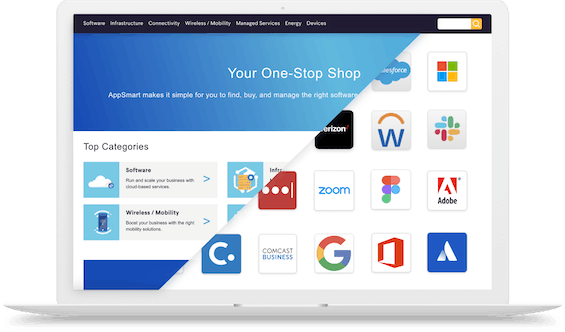 Software Infrastructure Connectivity Wireless / Mobility Managed Services Energy Devices
Your One-Stop Shop
AppSmart makes it simple for you to find, buy, and manage the right software
Top Categories
Software
Run and scale your business with
cloud-based services.
>
Infra
Wireless / Mobility
Boost your business with the right
mobility solutions.
>
salesforce
verizon
zoom
Adobe
C.
COMCAST
BUSINESS
G